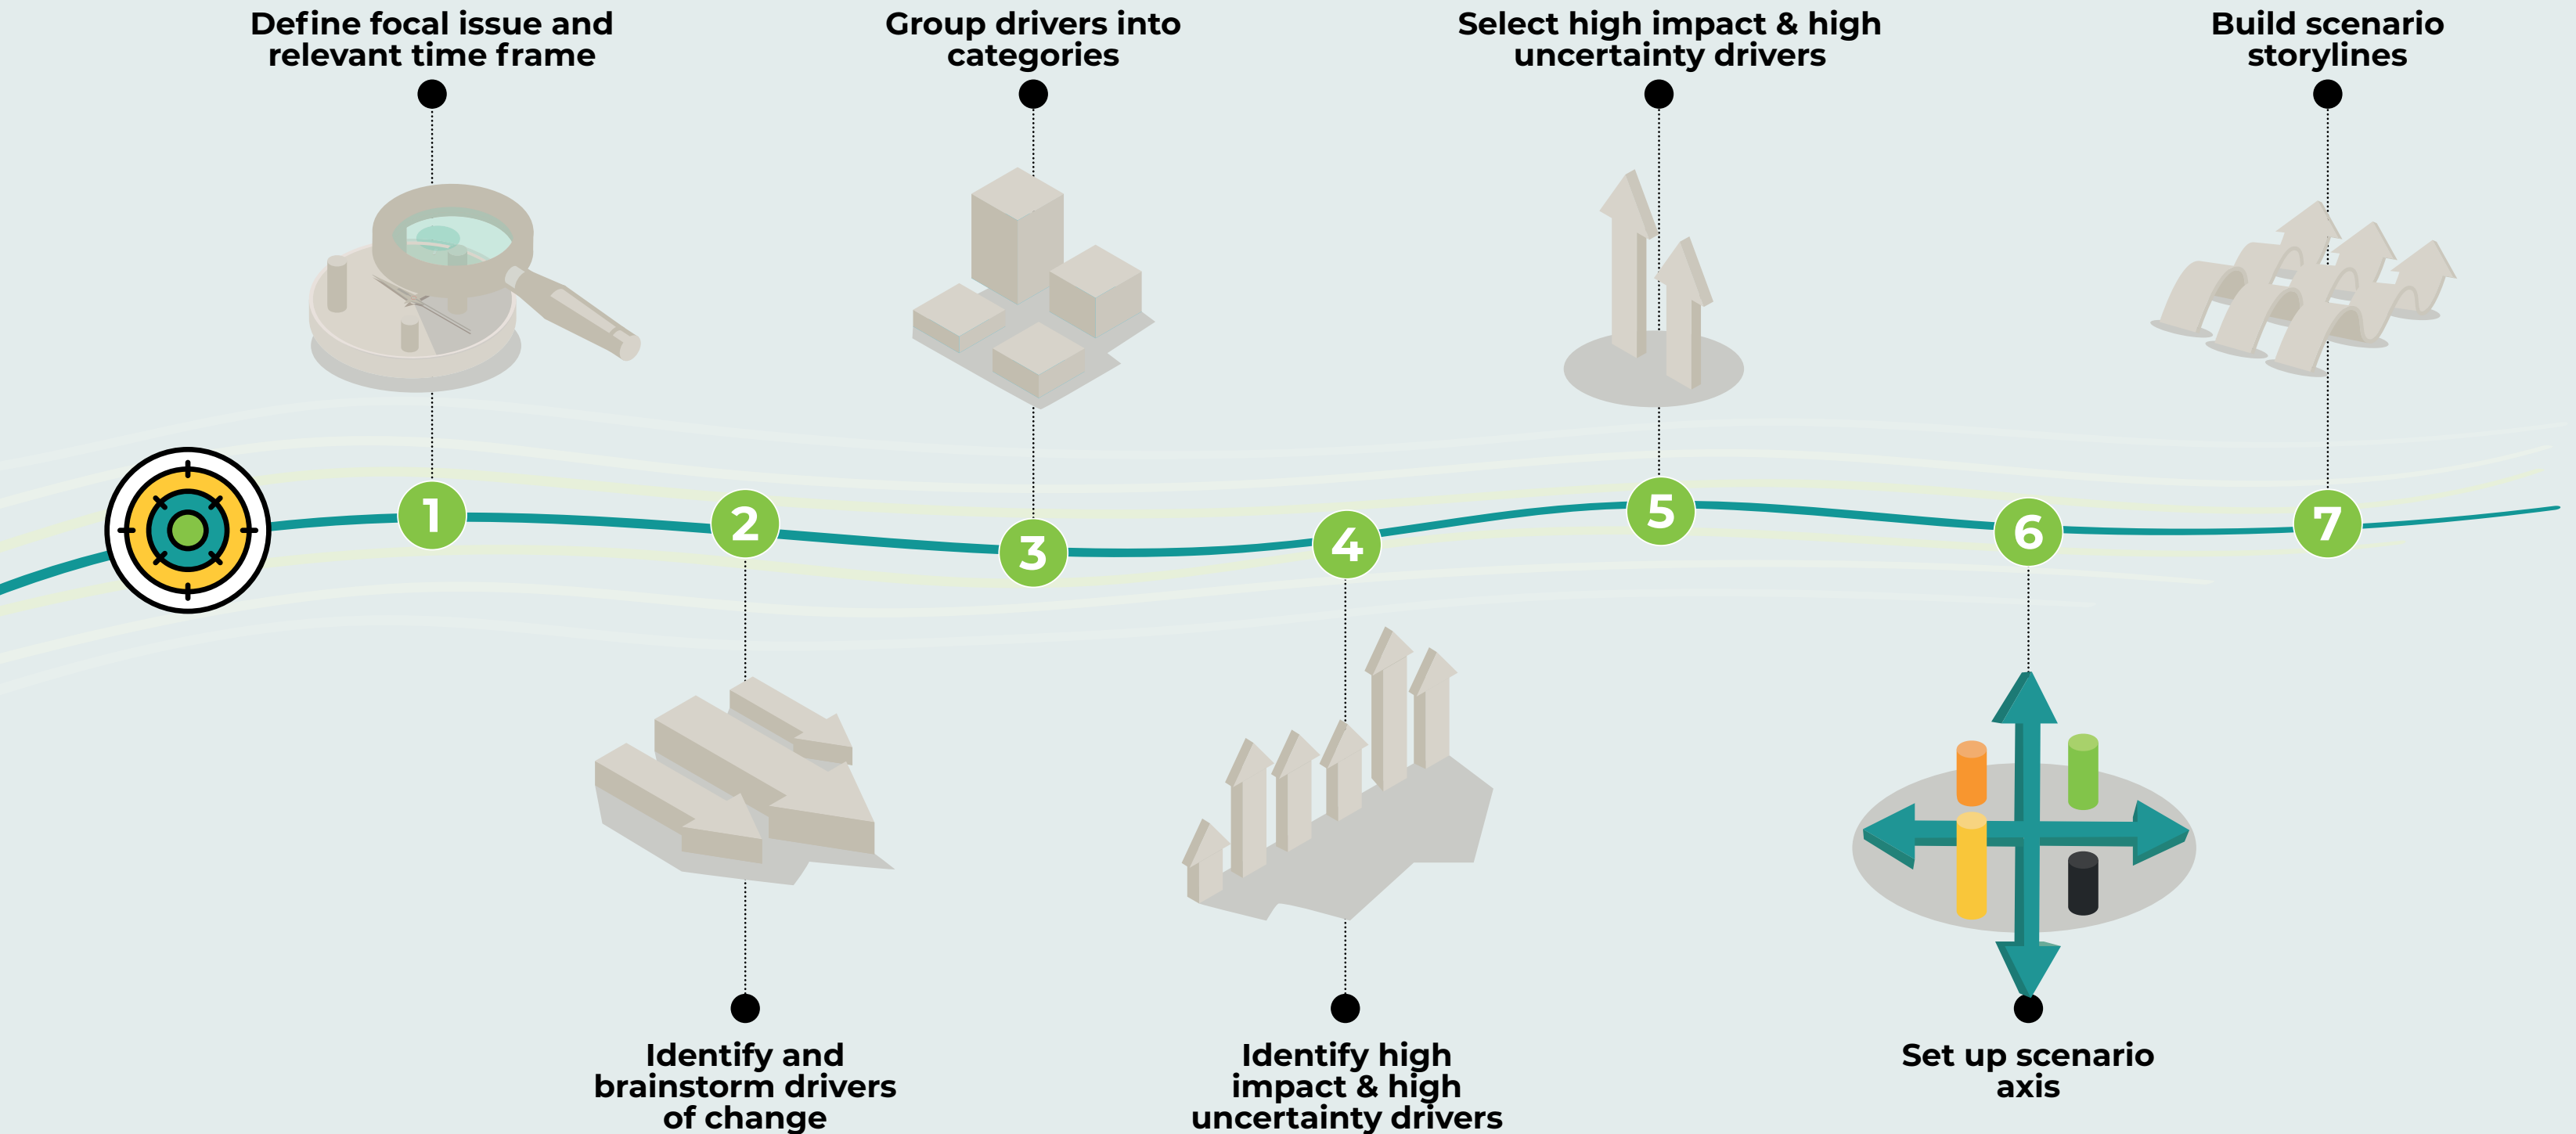 Define focal issue and
relevant time frame
Group drivers into
categories
Select high impact & high
uncertainty drivers
Build scenario
storylines
1
2
3
4
5
6
7
Identify and
brainstorm drivers
of change
Identify high
impact & high
uncertainty drivers
Set up scenario
axis